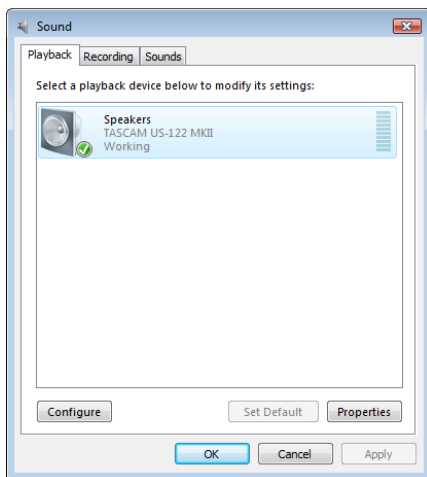 Sound
Playback Recording Sounds
Select a playback device below to modify its settings:
Speakers
TASCAM US-122 MKII
Working
Configure Set Default Properties
OK Cancel Apply